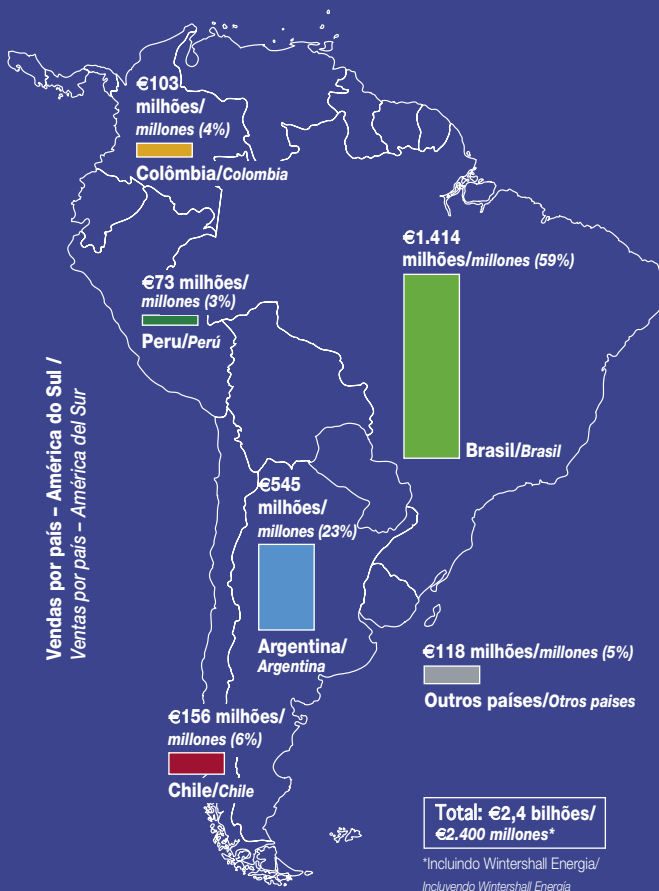 Vendas por país – América do Sul /
Ventas por país – América del Sur
€103
milhões/
millones (4%)
Colômbia/Colombia
€1.414
milhões/millones (59%)
Brasil/Brasil
€73 milhões/
millones (3%)
Peru/Perú
€545
milhões/
millones (23%)
Argentina/
Argentina
€118 milhões/millones (5%)
Outros países/Otros paises
€156 milhões/
millones (6%)
Chile/Chile
Total: €2,4 bilhões/
€2.400 millones*
*Incluindo Wintershall Energia/
Incluyendo Wintershall Energía